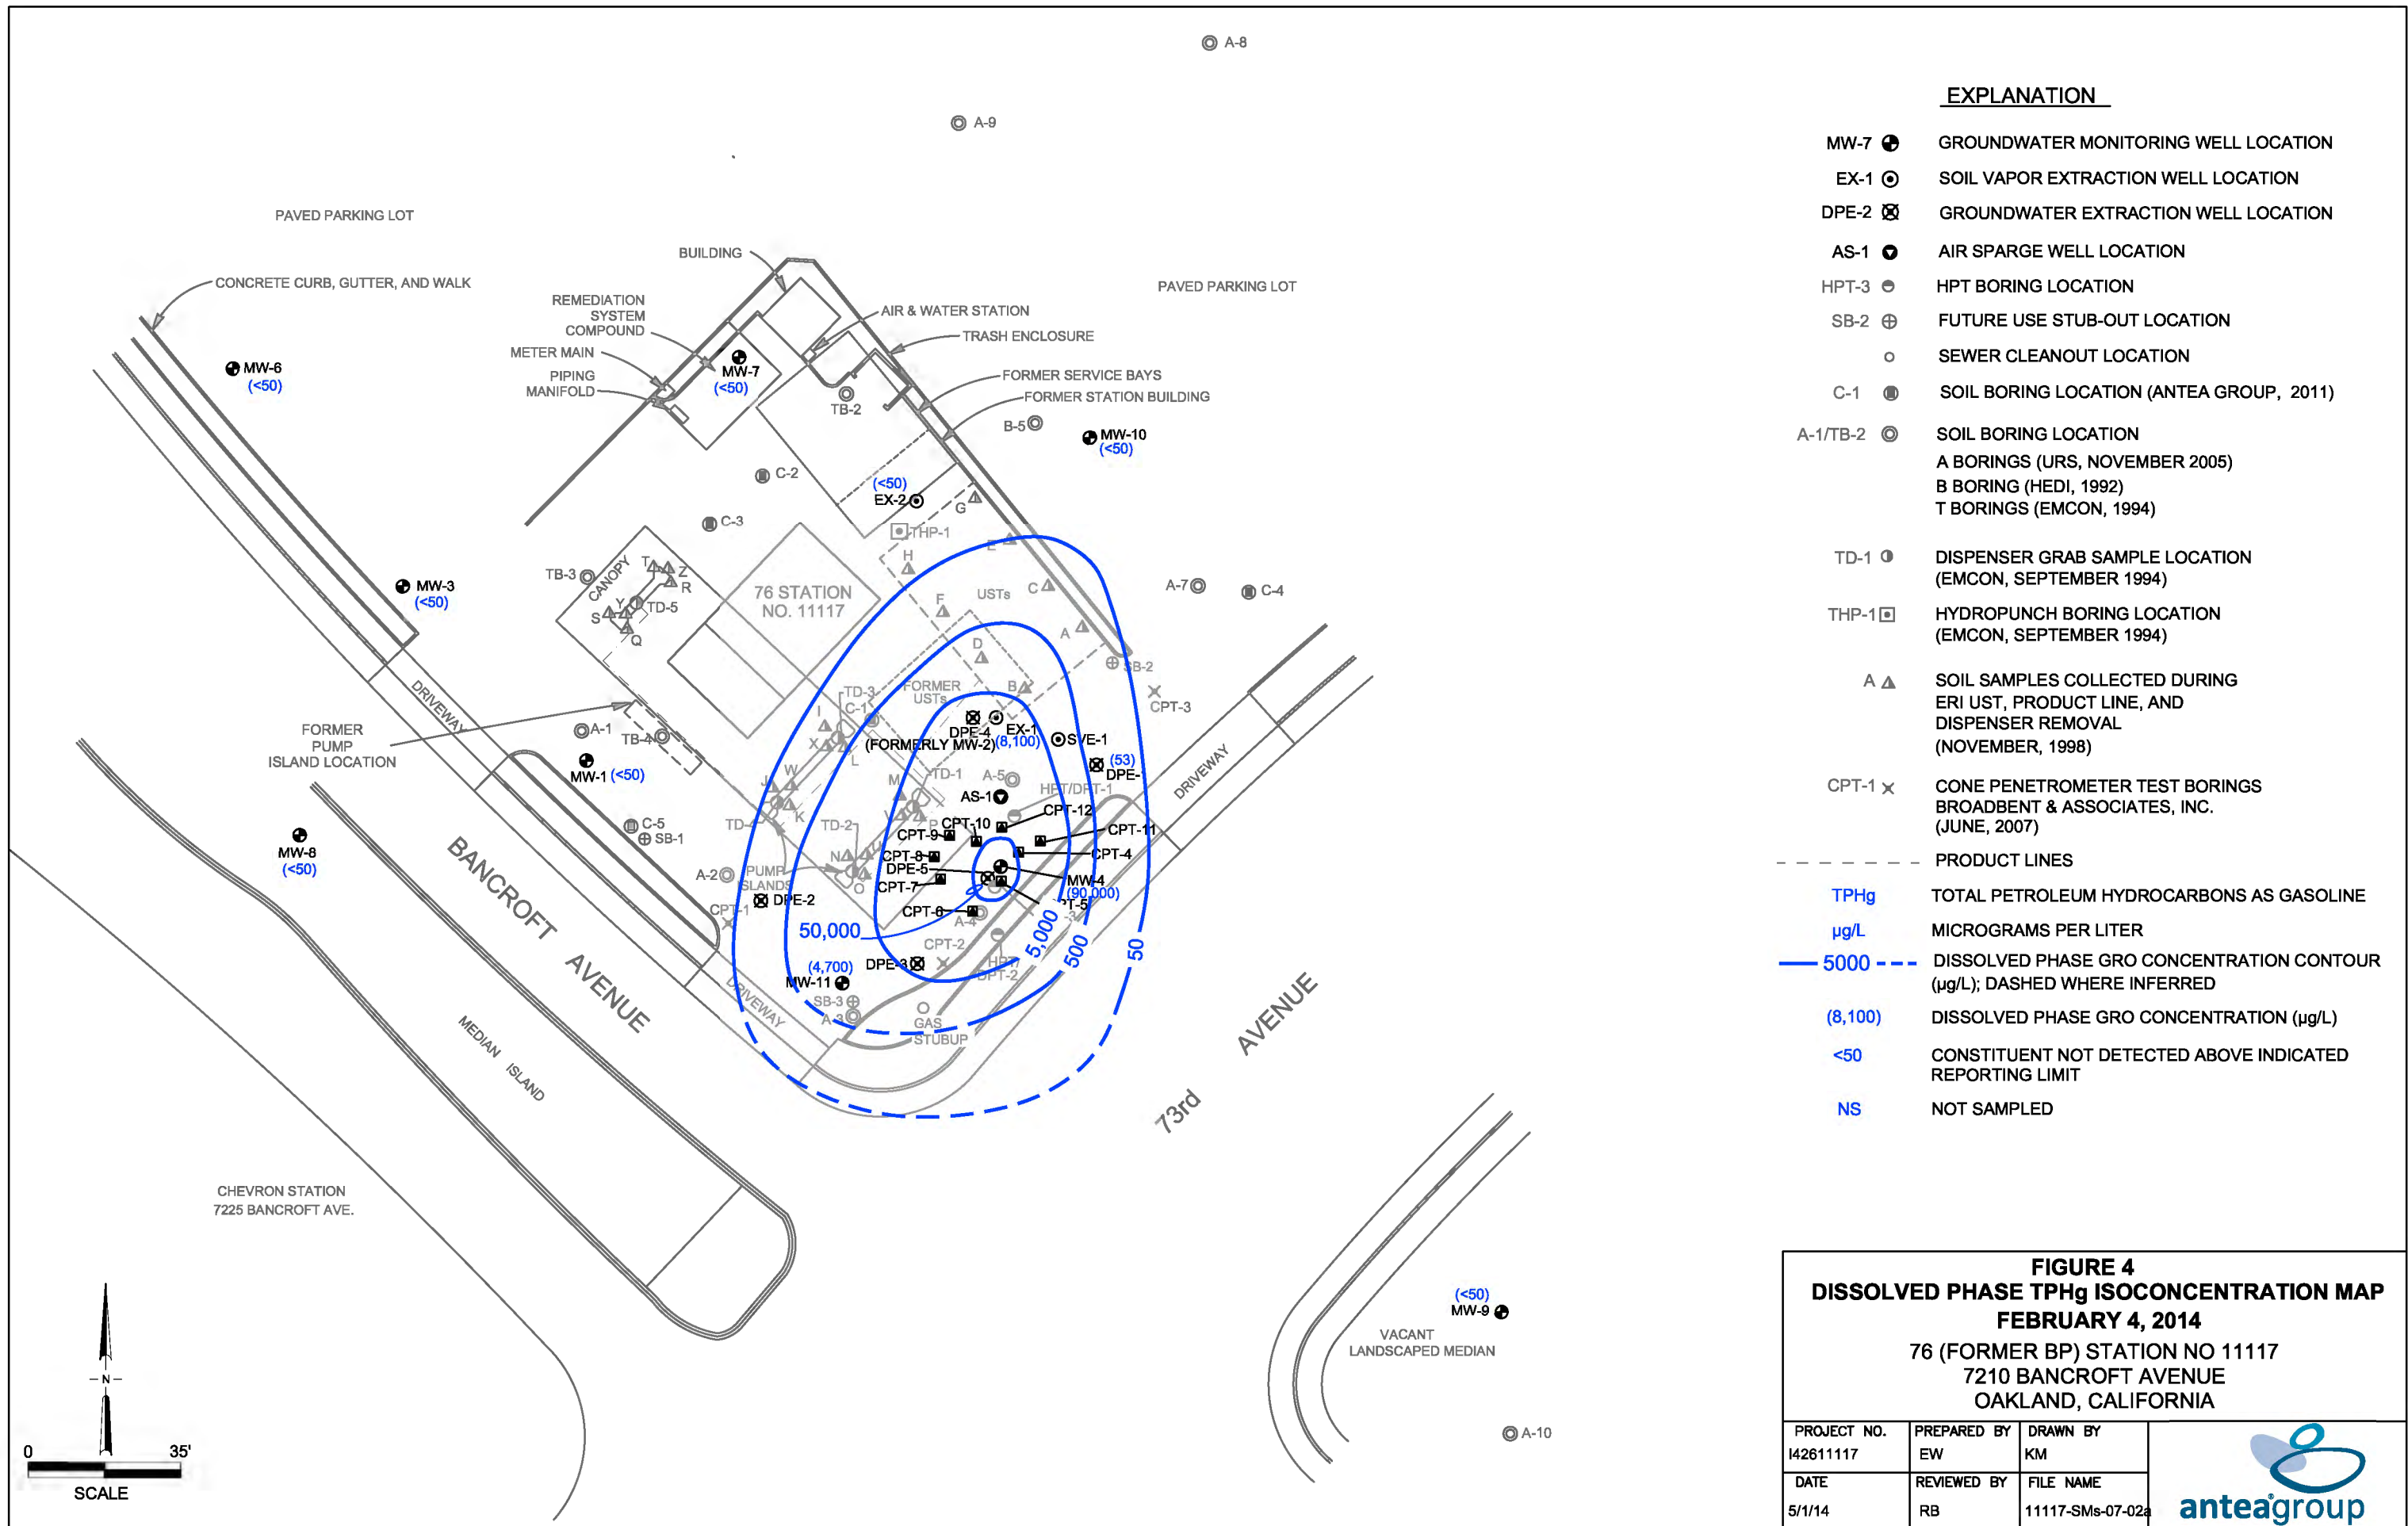 A-8
A-9
PAVED PARKING LOT
BUILDING
CONCRETE CURB, GUTTER, AND WALK
REMEDIATION
SYSTEM
COMPOUND
AIR & WATER STATION
PAVED PARKING LOT
TRASH ENCLOSURE
METER MAIN
PIPING
MANIFOLD
MW-6
(<50)
MW-7
(<50)
FORMER SERVICE BAYS
FORMER STATION BUILDING
TB-2
B-5
MW-10
(<50)
C-2
(<50)
EX-2
G
C-3
THP-1
E
H
TB-3
CANOPY
T
Z
R
Y
TD-5
S
Q
76 STATION
NO. 11117
F
USTs
C
A-7
C-4
MW-3
(<50)
A
D
SB-2
B
CPT-3
DRIVEWAY
FORMER
PUMP
ISLAND LOCATION
A-1
TB-4
MW-1 (<50)
TD-3
C-1
FORMER
USTs
I
X
L
DPE-4
(FORMERLY MW-2)
EX-1
(8,100)
SVE-1
(53)
DPE-
DRIVEWAY
W
J
K
M
TD-1
A-5
HPT/DPT-1
AS-1
V
P
TD-4
TD-2
CPT-12
CPT-10
CPT-9
CPT-11
CPT-8
CPT-4
DPE-5
CPT-7
MW-4
(90,000)
CPT-6
A-4
N
U
O
PUMP
ISLANDS
C-5
SB-1
MW-8
(<50)
A-2
CPT-1
DPE-2
50,000
5,000
500
50
CPT-2
HPT/
DPT-2
(4,700)
DPE-3
MW-11
SB-3
A-3
GAS
STUBUP
DRIVEWAY
BANCROFT AVENUE
MEDIAN ISLAND
73rd AVENUE
CHEVRON STATION
7225 BANCROFT AVE.
(<50)
MW-9
VACANT
LANDSCAPED MEDIAN
A-10
N
0 35'
SCALE
EXPLANATION
MW-7 GROUNDWATER MONITORING WELL LOCATION
EX-1 SOIL VAPOR EXTRACTION WELL LOCATION
DPE-2 GROUNDWATER EXTRACTION WELL LOCATION
AS-1 AIR SPARGE WELL LOCATION
HPT-3 HPT BORING LOCATION
SB-2 FUTURE USE STUB-OUT LOCATION
SEWER CLEANOUT LOCATION
C-1 SOIL BORING LOCATION (ANTEA GROUP, 2011)
A-1/TB-2 SOIL BORING LOCATION
A BORINGS (URS, NOVEMBER 2005)
B BORING (HEDI, 1992)
T BORINGS (EMCON, 1994)
TD-1 DISPENSER GRAB SAMPLE LOCATION
(EMCON, SEPTEMBER 1994)
THP-1 HYDROPUNCH BORING LOCATION
(EMCON, SEPTEMBER 1994)
A SOIL SAMPLES COLLECTED DURING
ERI UST, PRODUCT LINE, AND
DISPENSER REMOVAL
(NOVEMBER, 1998)
CPT-1 CONE PENETROMETER TEST BORINGS
BROADBENT & ASSOCIATES, INC.
(JUNE, 2007)
PRODUCT LINES
TPHg TOTAL PETROLEUM HYDROCARBONS AS GASOLINE
µg/L MICROGRAMS PER LITER
5000 DISSOLVED PHASE GRO CONCENTRATION CONTOUR
(µg/L); DASHED WHERE INFERRED
(8,100) DISSOLVED PHASE GRO CONCENTRATION (µg/L)
<50 CONSTITUENT NOT DETECTED ABOVE INDICATED
REPORTING LIMIT
NS NOT SAMPLED
FIGURE 4
DISSOLVED PHASE TPHg ISOCONCENTRATION MAP
FEBRUARY 4, 2014
76 (FORMER BP) STATION NO 11117
7210 BANCROFT AVENUE
OAKLAND, CALIFORNIA
PROJECT NO. PREPARED BY DRAWN BY
I42611117 EW KM
DATE REVIEWED BY FILE NAME
5/1/14 RB 11117-SMs-07-02a
anteagroup